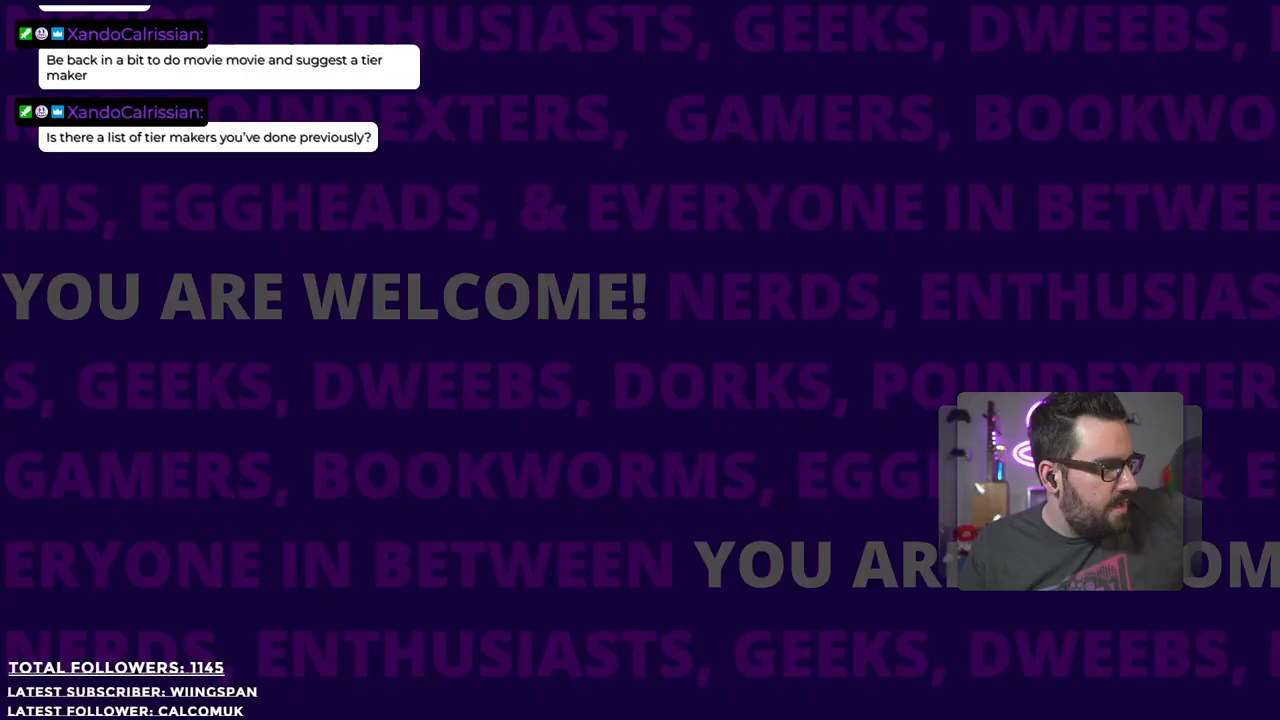 XandoCalrissian:
Be back in a bit to do movie movie and suggest a tier
maker
XandoCalrissian:
Is there a list of tier makers you've done previously?
ENTHUSIASTS, GEEKS, DWEEBS,
POINDEXTERS, GAMERS, BOOKWO
MS, EGGHEADS, & EVERYONE IN BETWEE
YOU ARE WELCOME! NERDS, ENTHUSIAS
S, GEEKS, DWEEBS, DORKS, POINDEXTER
GAMERS, BOOKWORMS, EGG & E
ERYONE IN BETWEEN YOU AR OM
NERDS, ENTHUSIASTS, GEEKS, DWEEBS,
TOTAL FOLLOWERS: 1145
LATEST SUBSCRIBER: WIINGSPAN
LATEST FOLLOWER: CALCOMUK